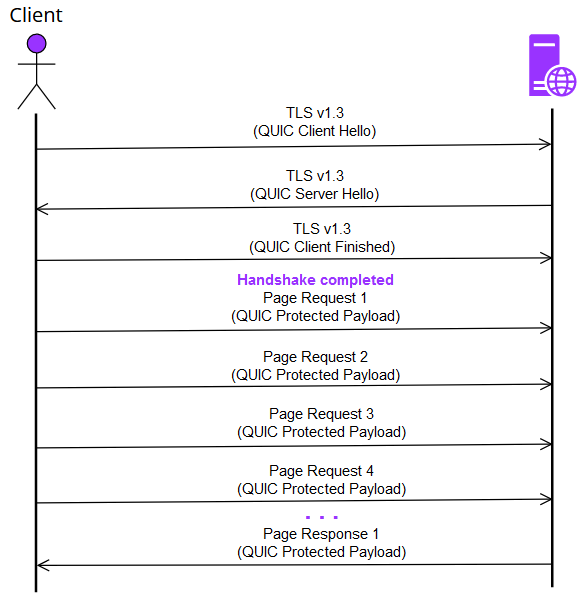 Client
TLS v1.3
(QUIC Client Hello)
TLS v1.3
(QUIC Server Hello)
TLS v1.3
(QUIC Client Finished)
Handshake completed
Page Request 1
(QUIC Protected Payload)
Page Request 2
(QUIC Protected Payload)
Page Request 3
(QUIC Protected Payload)
Page Request 4
(QUIC Protected Payload)
. . .
Page Response 1
(QUIC Protected Payload)